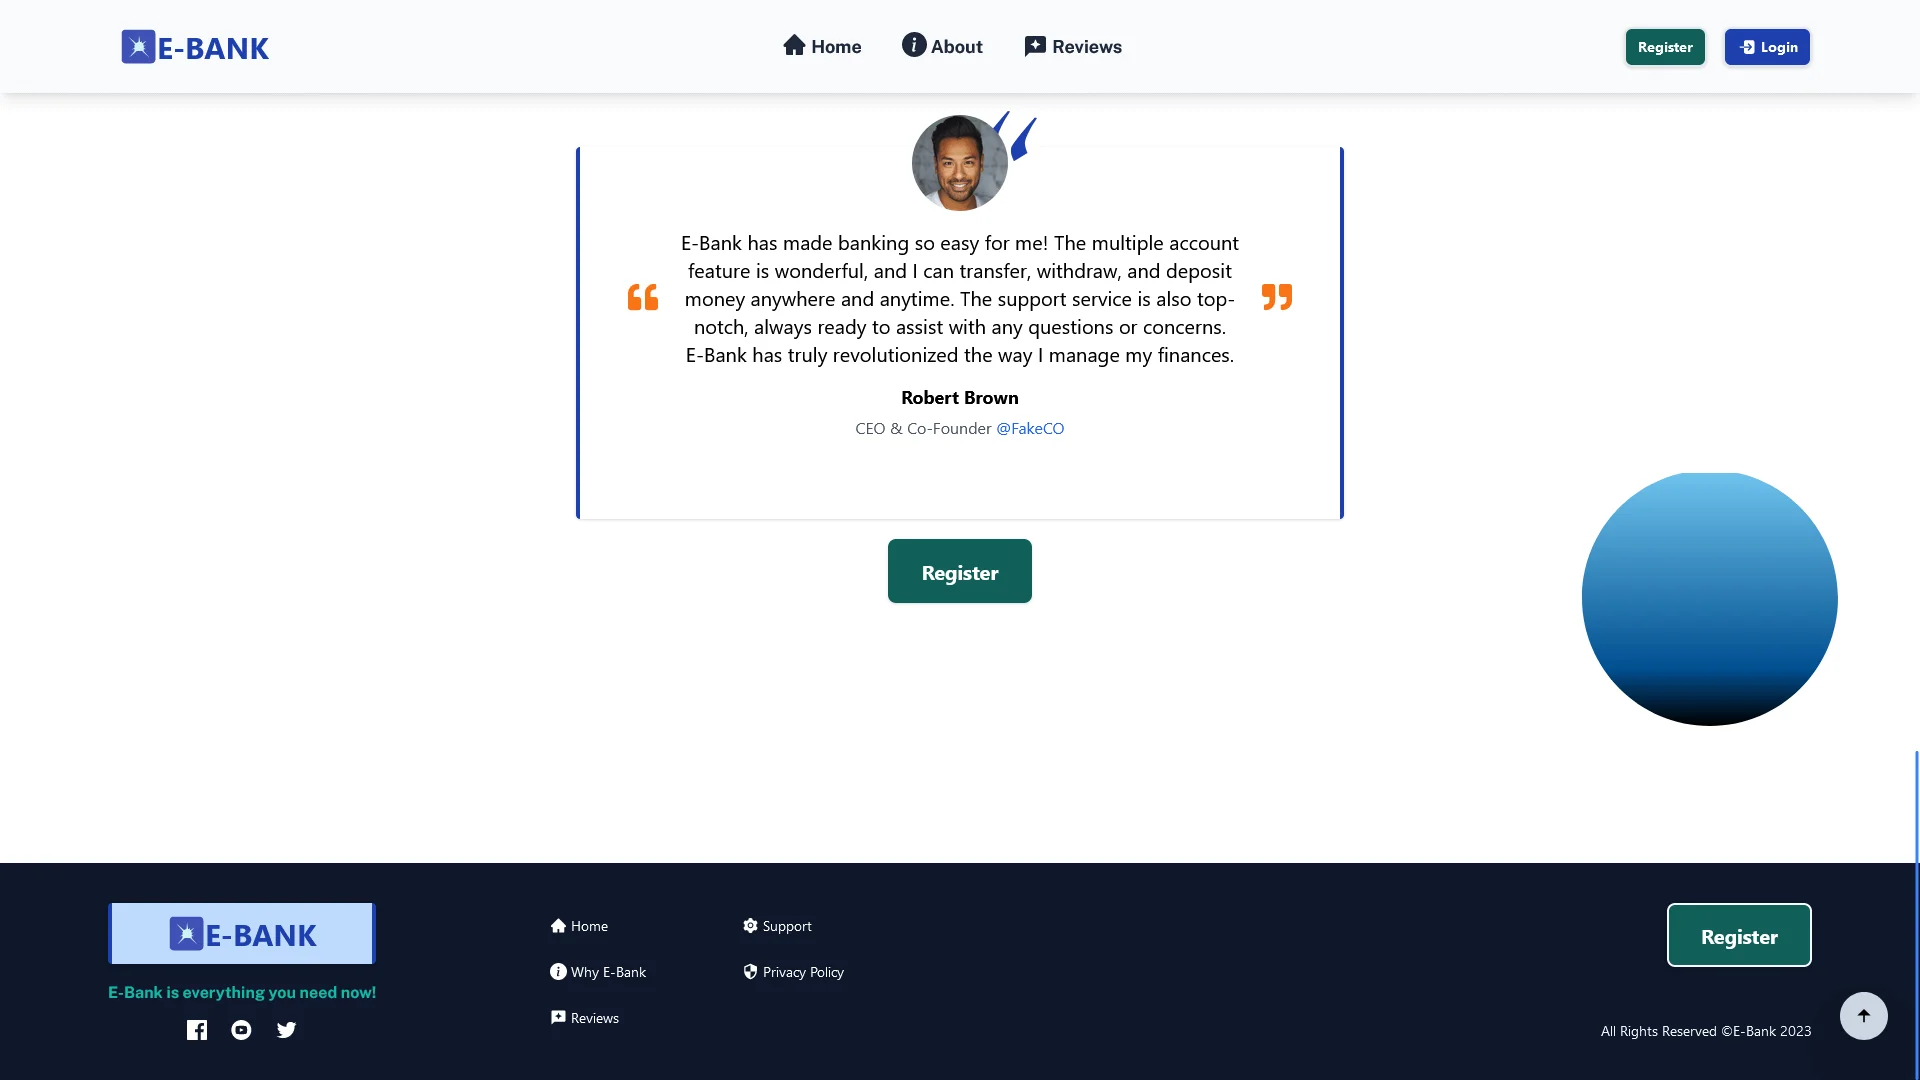 E-BANK
Home
About
Reviews
Register
Login
E-Bank has made banking so easy for me! The multiple account
feature is wonderful, and I can transfer, withdraw, and deposit
money anywhere and anytime. The support service is also top-
notch, always ready to assist with any questions or concerns.
E-Bank has truly revolutionized the way I manage my finances.
Robert Brown
CEO & Co-Founder @FakeCO
Register
E-BANK
E-Bank is everything you need now!
Home
Why E-Bank
Reviews
Support
Privacy Policy
Register
All Rights Reserved ©E-Bank 2023